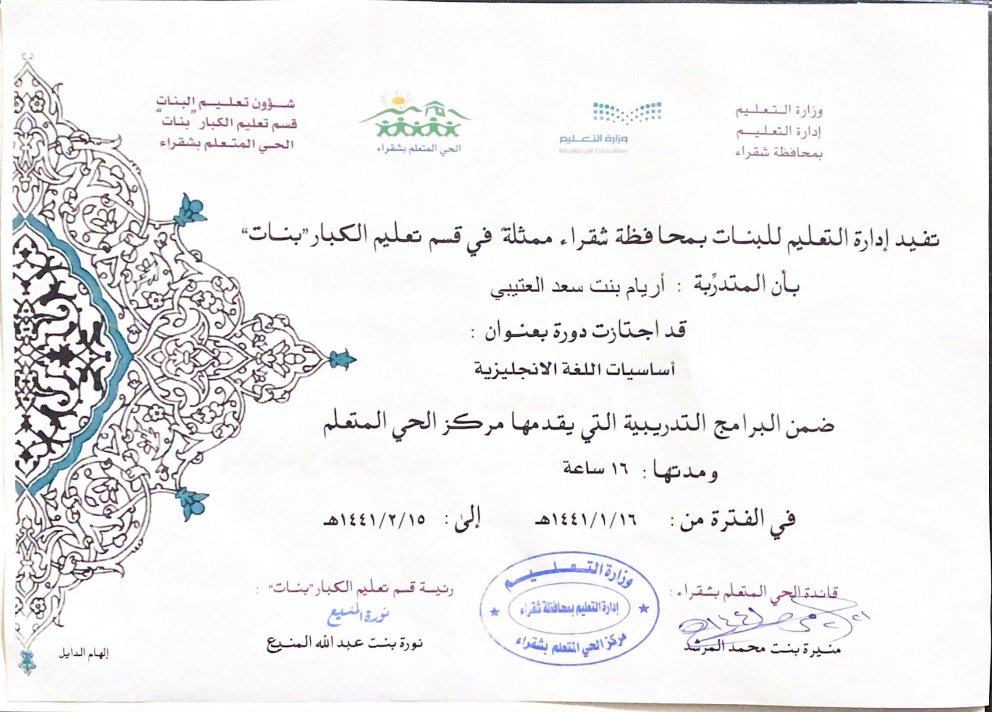 وزارة التعليم
إدارة التعليم
بمحافظة شقراء
وزارة التعليم
Ministry of Education
الحي المتعلم بشقراء
شؤون تعليم البنات
قسم تعليم الكبار "بنات"
الحي المتعلم بشقراء
تفيد إدارة التعليم للبنات بمحافظة شقراء ممثلةً في قسم تعليم الكبار "بنات"
بأن المتدرِّبة : أريام بنت سعد العتيبي
قد اجتازت دورة بعنوان :
أساسيات اللغة الانجليزية
ضمن البرامج التدريبية التي يقدمها مركز الحي المتعلم
ومدتها : ١٦ ساعة
في الفترة من : ١٤٤١/١/١٦هـ إلى : ١٤٤١/٢/١٥هـ
قائدة الحي المتعلم بشقراء :
منيرة بنت محمد المرشد
وزارة التعليم
إدارة التعليم بمحافظة شقراء
مركز الحي المتعلم بشقراء
رئيسة قسم تعليم الكبار "بنات" :
نورة المنيع
نورة بنت عبد الله المنيع
إلهام الدايل